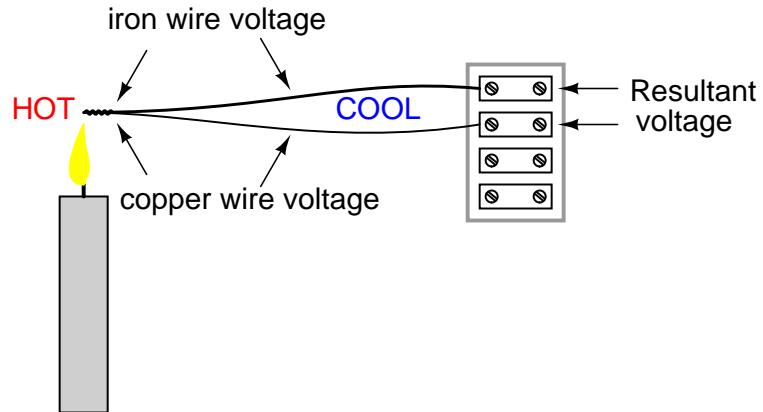 iron wire voltage
HOT
COOL
Resultant
voltage
copper wire voltage